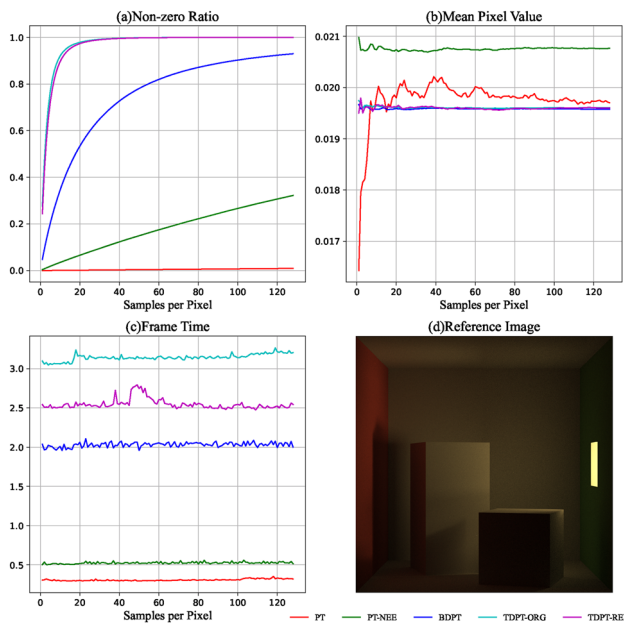 (a)Non-zero Ratio
1.0
0.8
0.6
0.4
0.2
0.0
0 20 40 60 80 100 120
Samples per Pixel
(b)Mean Pixel Value
0.021
0.020
0.019
0.018
0.017
0 20 40 60 80 100 120
Samples per Pixel
(c)Frame Time
3.0
2.5
2.0
1.5
1.0
0.5
0 20 40 60 80 100 120
Samples per Pixel
(d)Reference Image
PT PT-NEE BDPT TDPT-ORG TDPT-RE